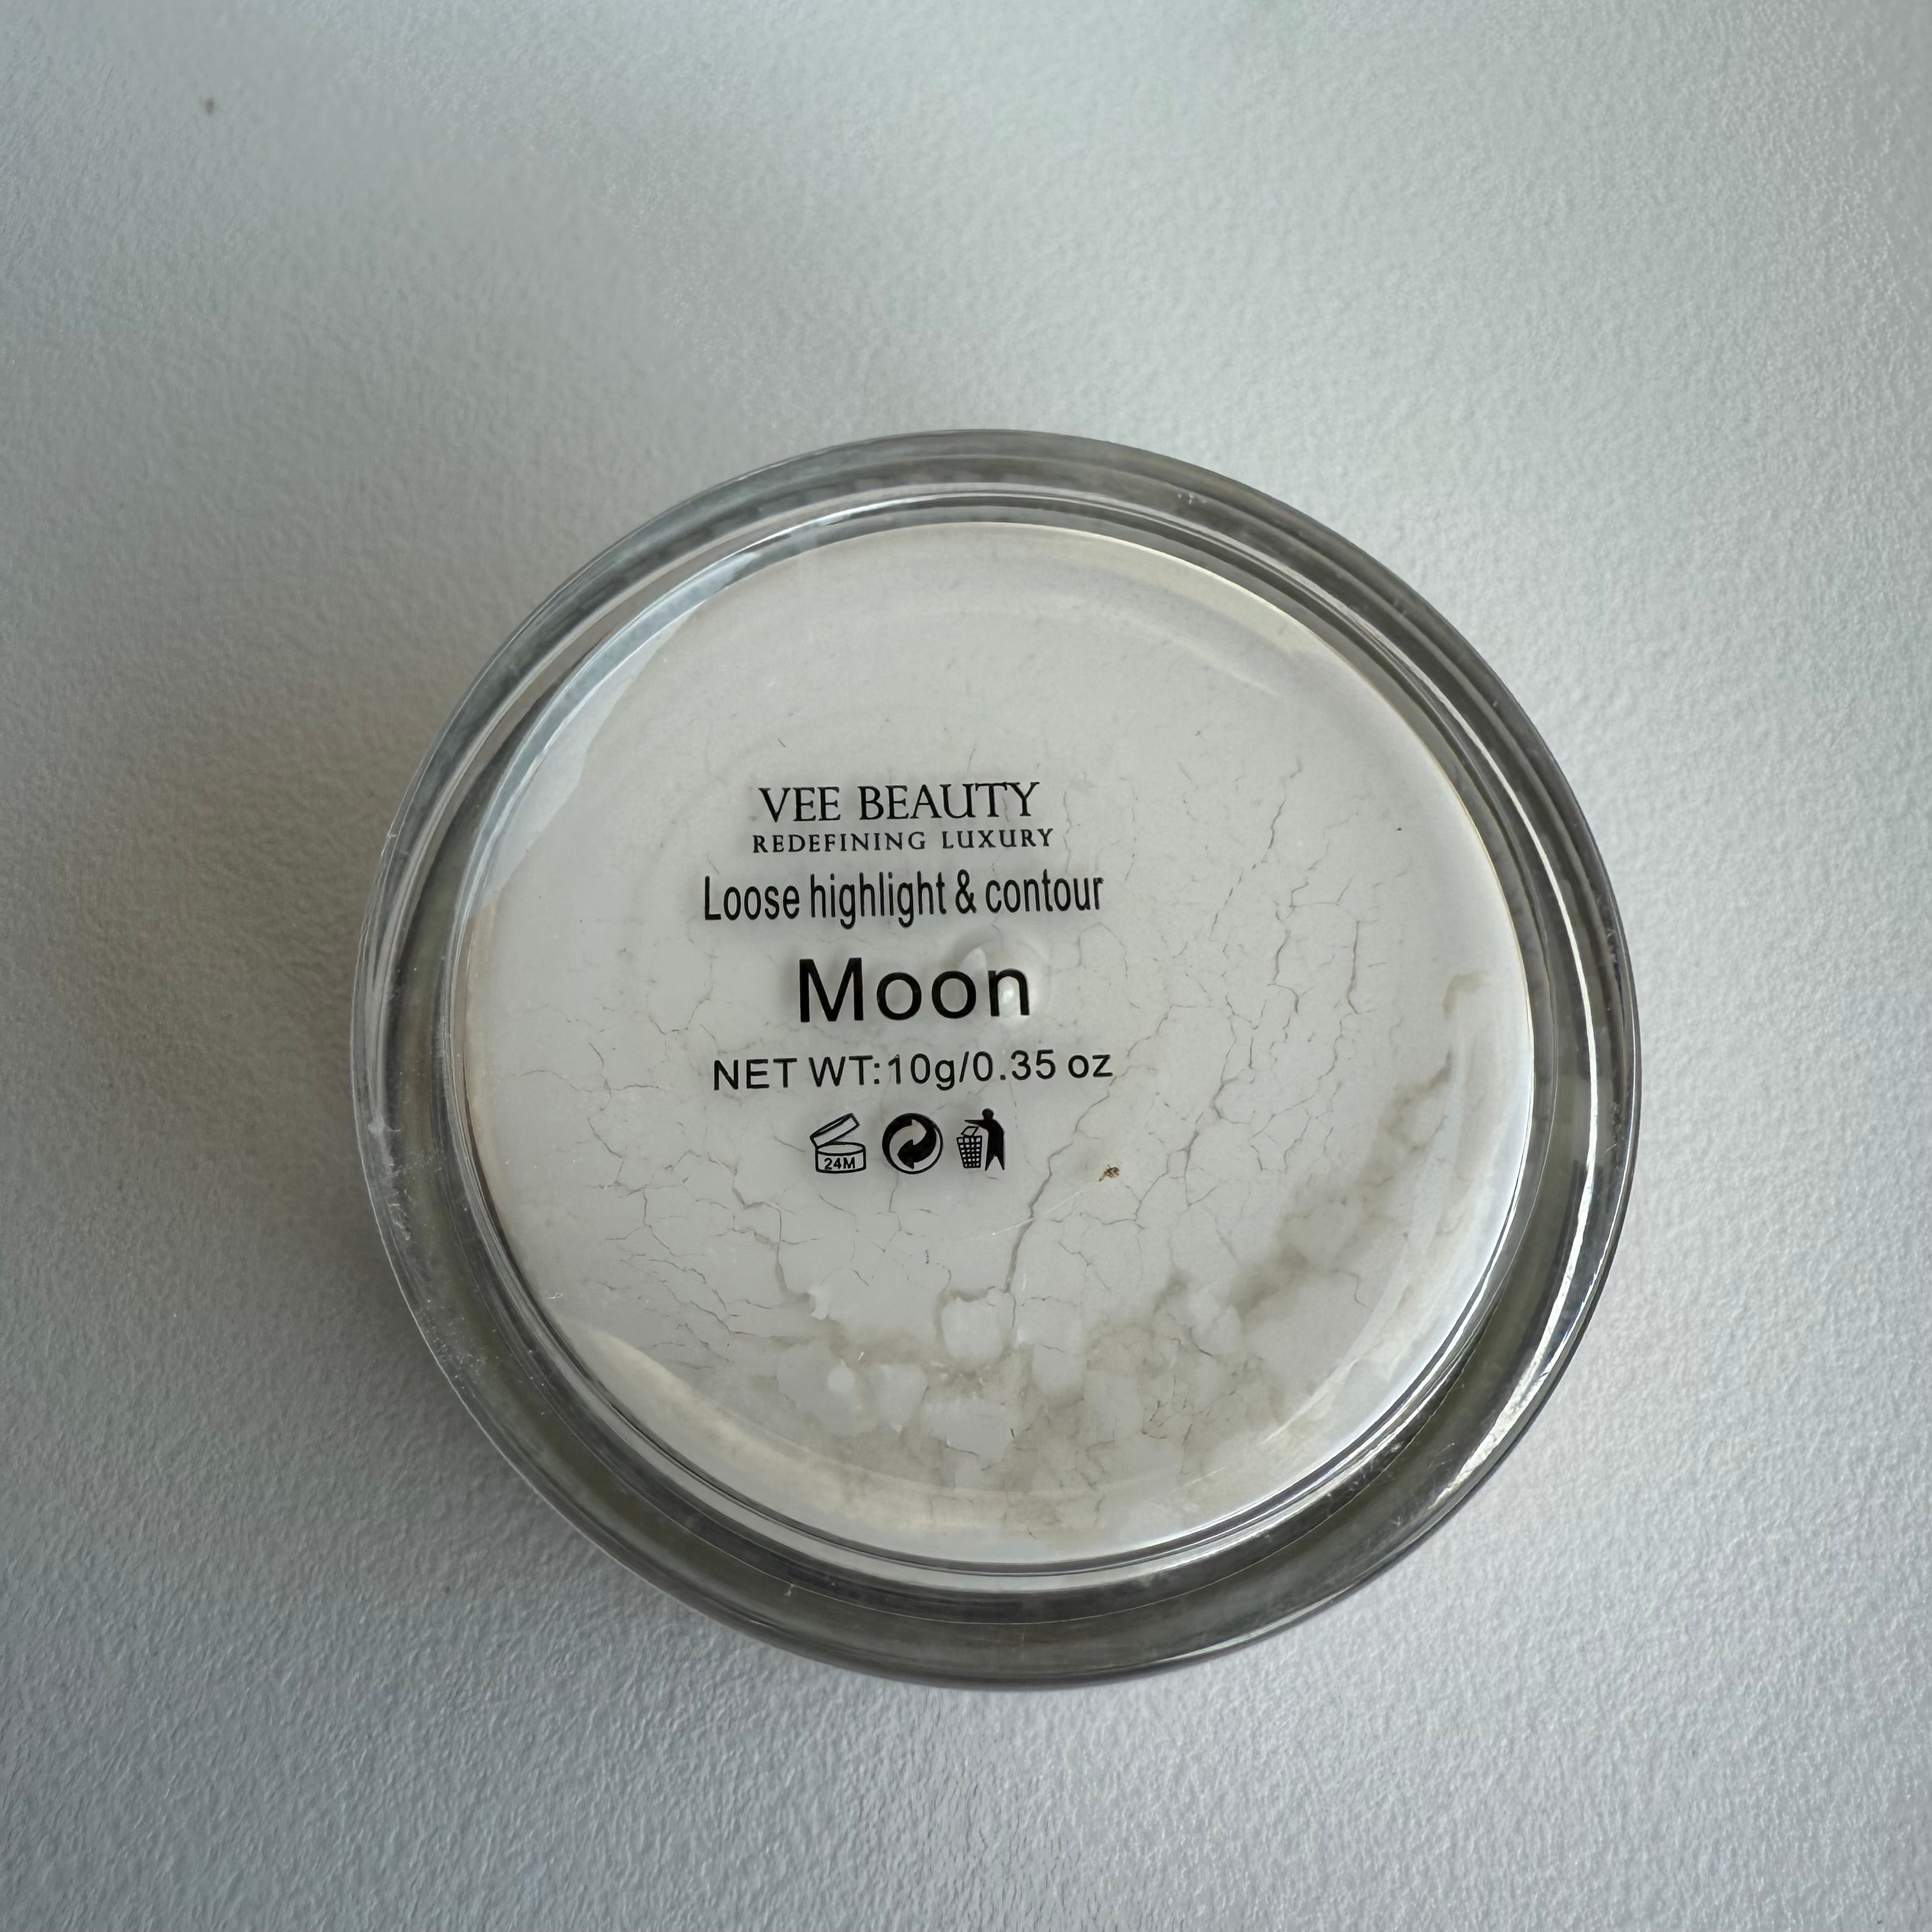 VEE BEAUTY
REDEFINING LUXURY
Loose highlight & contour
Moon
NET WT:10g/0.35 oz
24M